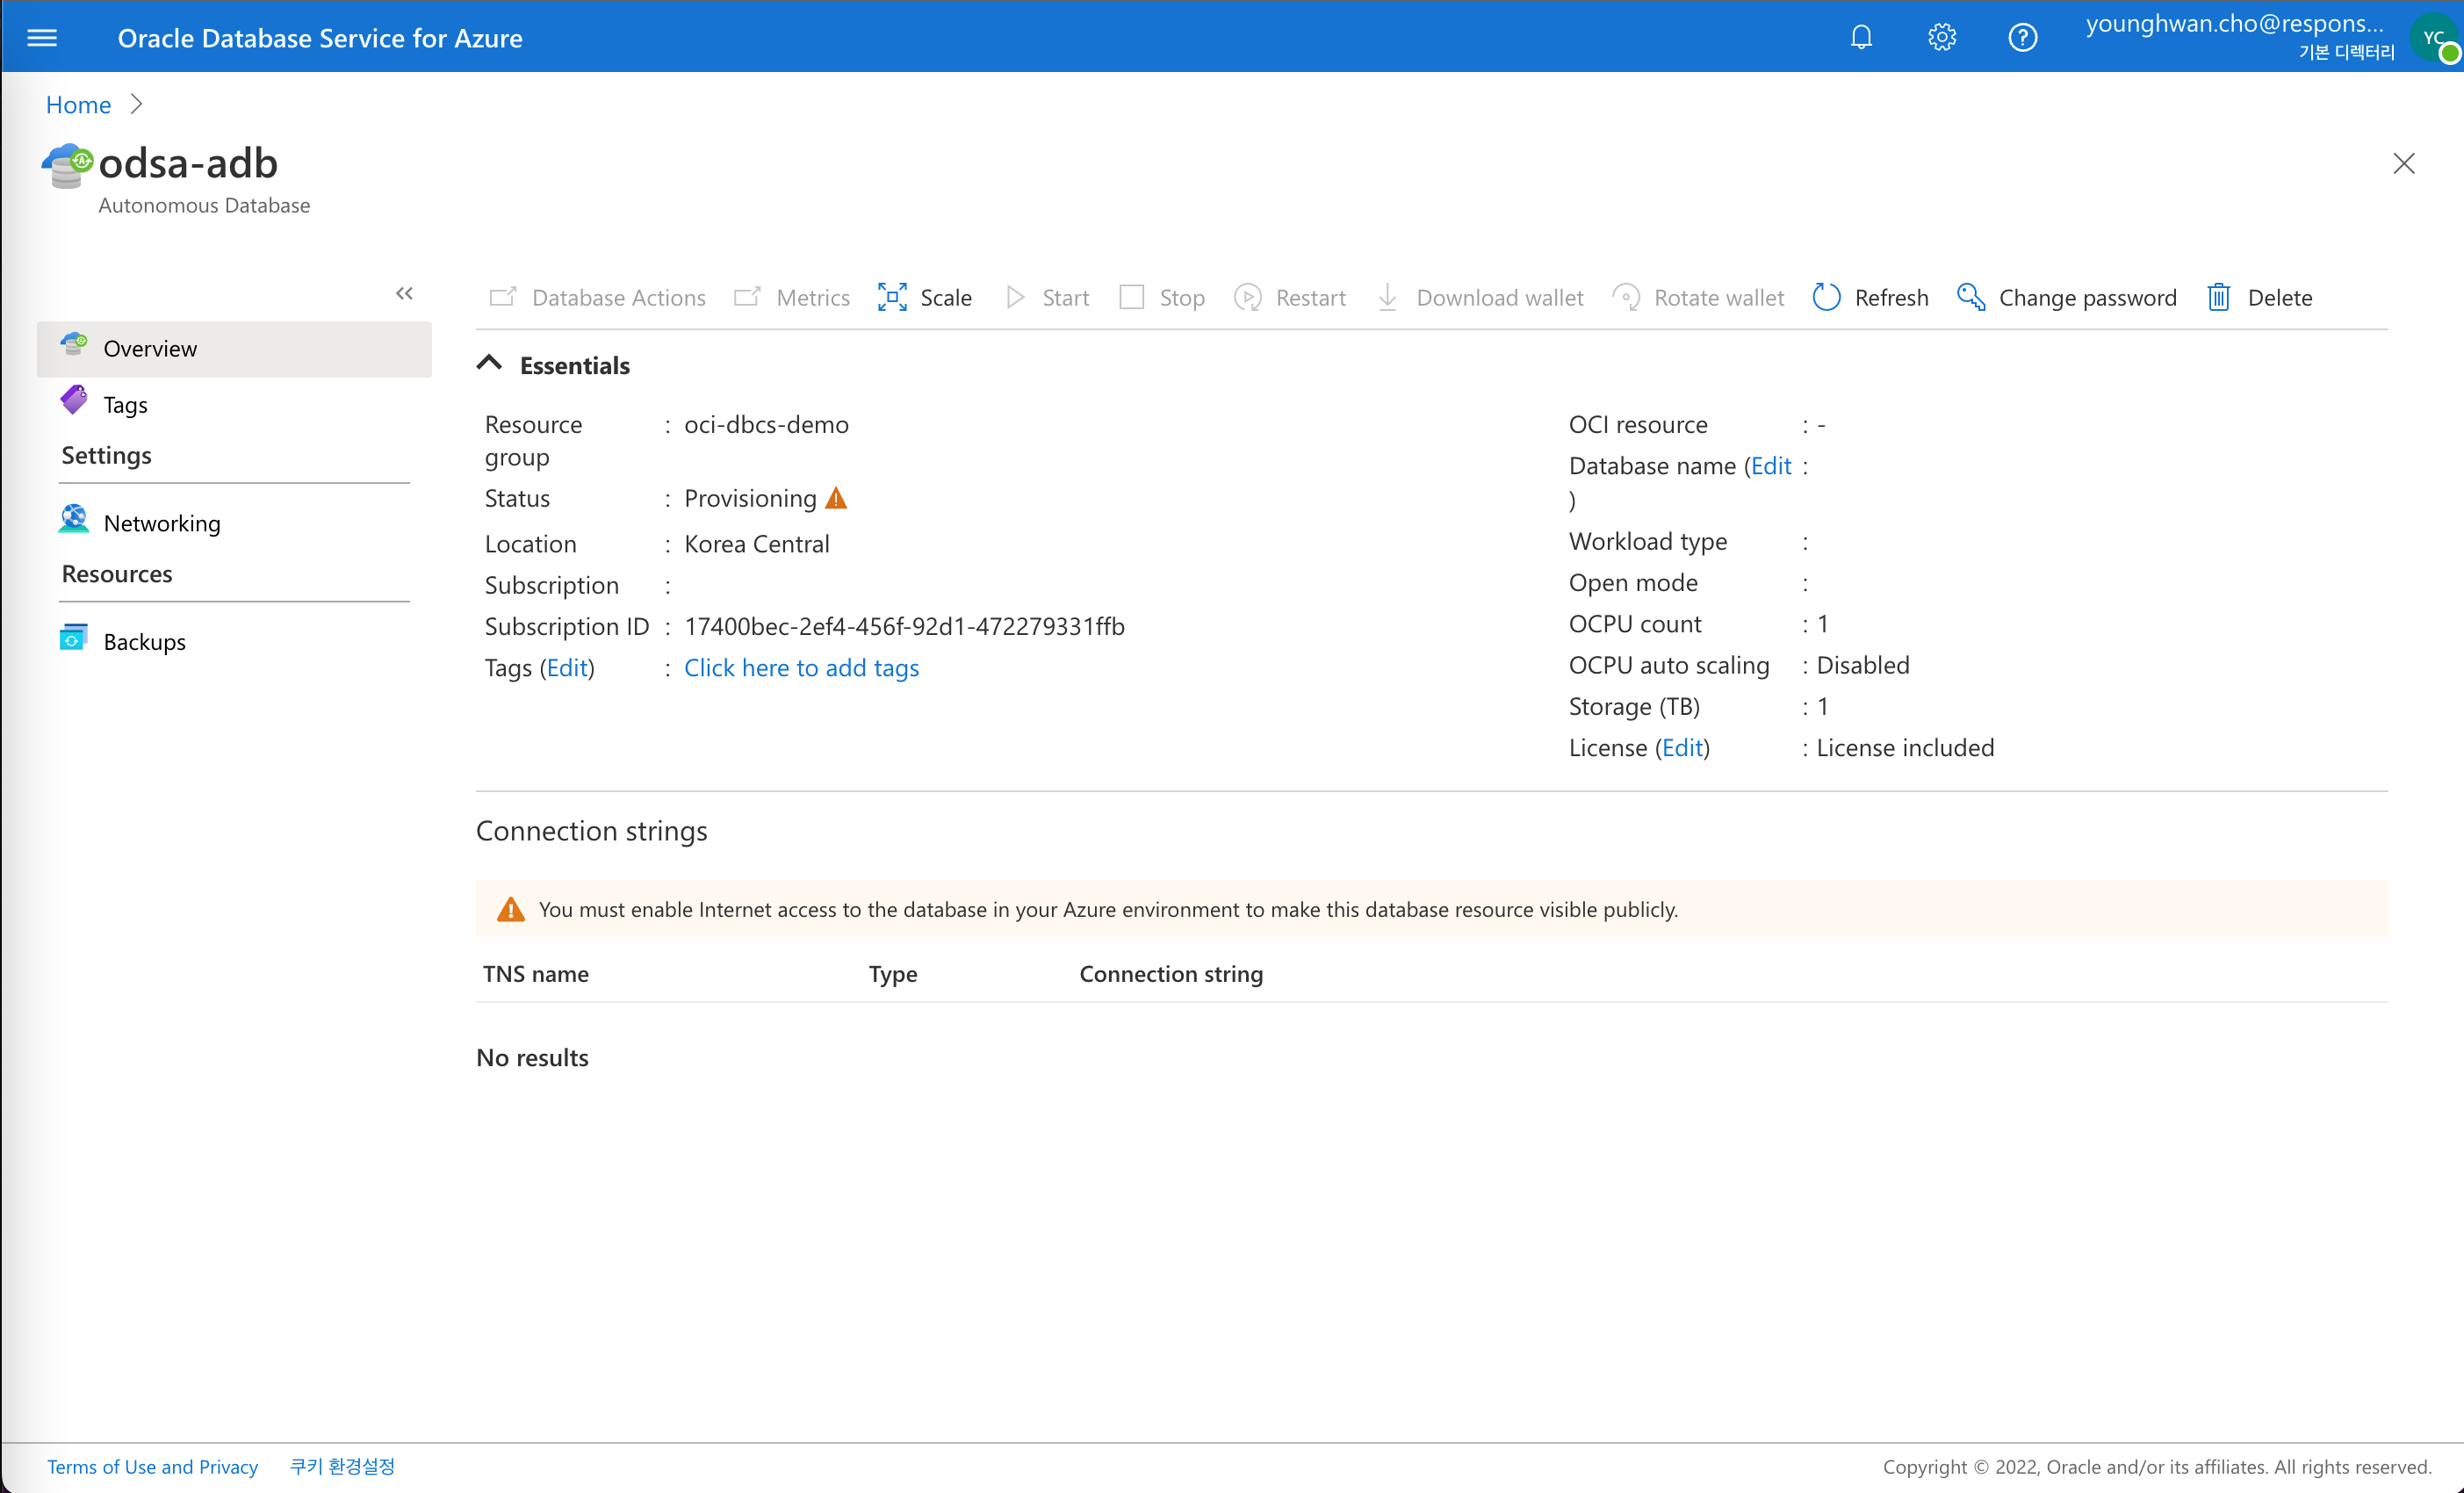 Oracle Database Service for Azure
younghwan.cho@respons...
기본 디렉터리
YC
Home
odsa-adb
Autonomous Database
Database Actions Metrics Scale Start Stop Restart Download wallet Rotate wallet Refresh Change password Delete
Overview
Tags
Settings
Networking
Resources
Backups
Essentials
Resource group : oci-dbcs-demo
Status : Provisioning
Location : Korea Central
Subscription :
Subscription ID : 17400bec-2ef4-456f-92d1-472279331ffb
Tags (Edit) : Click here to add tags
OCI resource : -
Database name (Edit) :
Workload type :
Open mode :
OCPU count : 1
OCPU auto scaling : Disabled
Storage (TB) : 1
License (Edit) : License included
Connection strings
You must enable Internet access to the database in your Azure environment to make this database resource visible publicly.
TNS name Type Connection string
No results
Terms of Use and Privacy 쿠키 환경설정
Copyright © 2022, Oracle and/or its affiliates. All rights reserved.